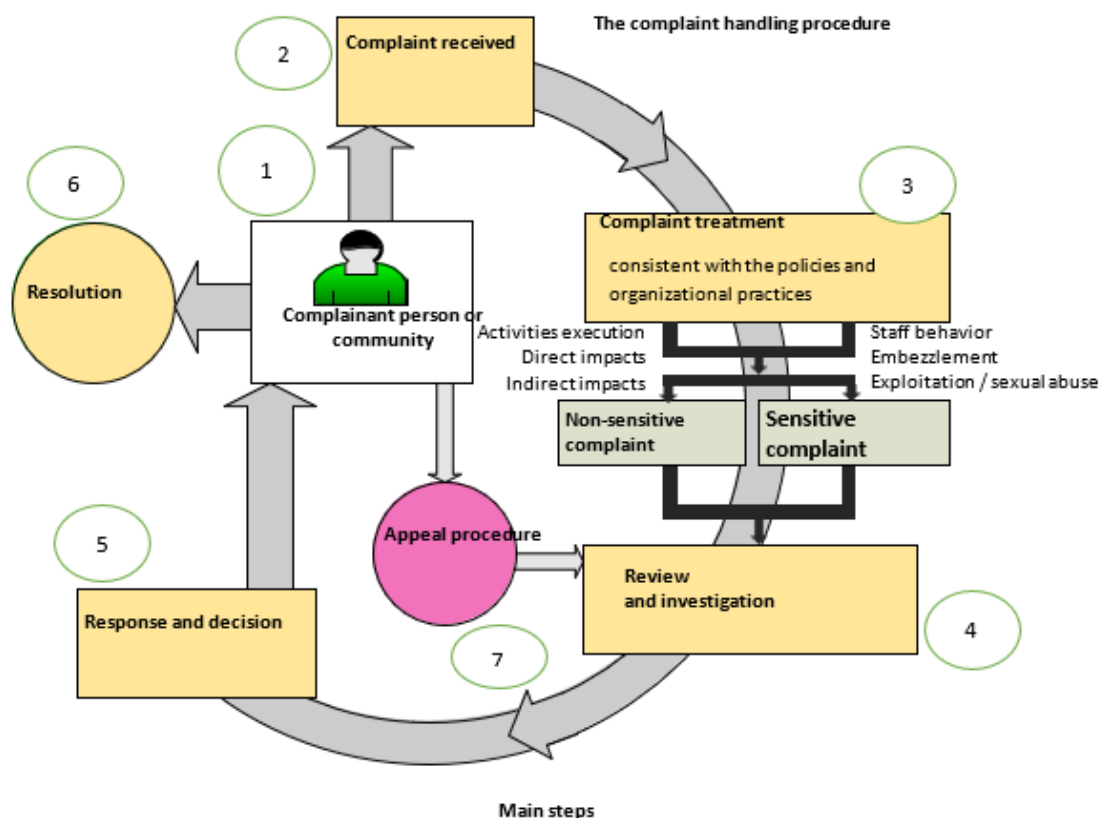 The complaint handling procedure
2
Complaint received
1
6
3
Complaint treatment
consistent with the policies and
organizational practices
Resolution
Complainant person or
community
Activities execution
Direct impacts
Indirect impacts
Staff behavior
Embezzlement
Exploitation / sexual abuse
Non-sensitive
complaint
Sensitive
complaint
5
Appeal procedure
Response and decision
Review
and investigation
4
7
Main steps